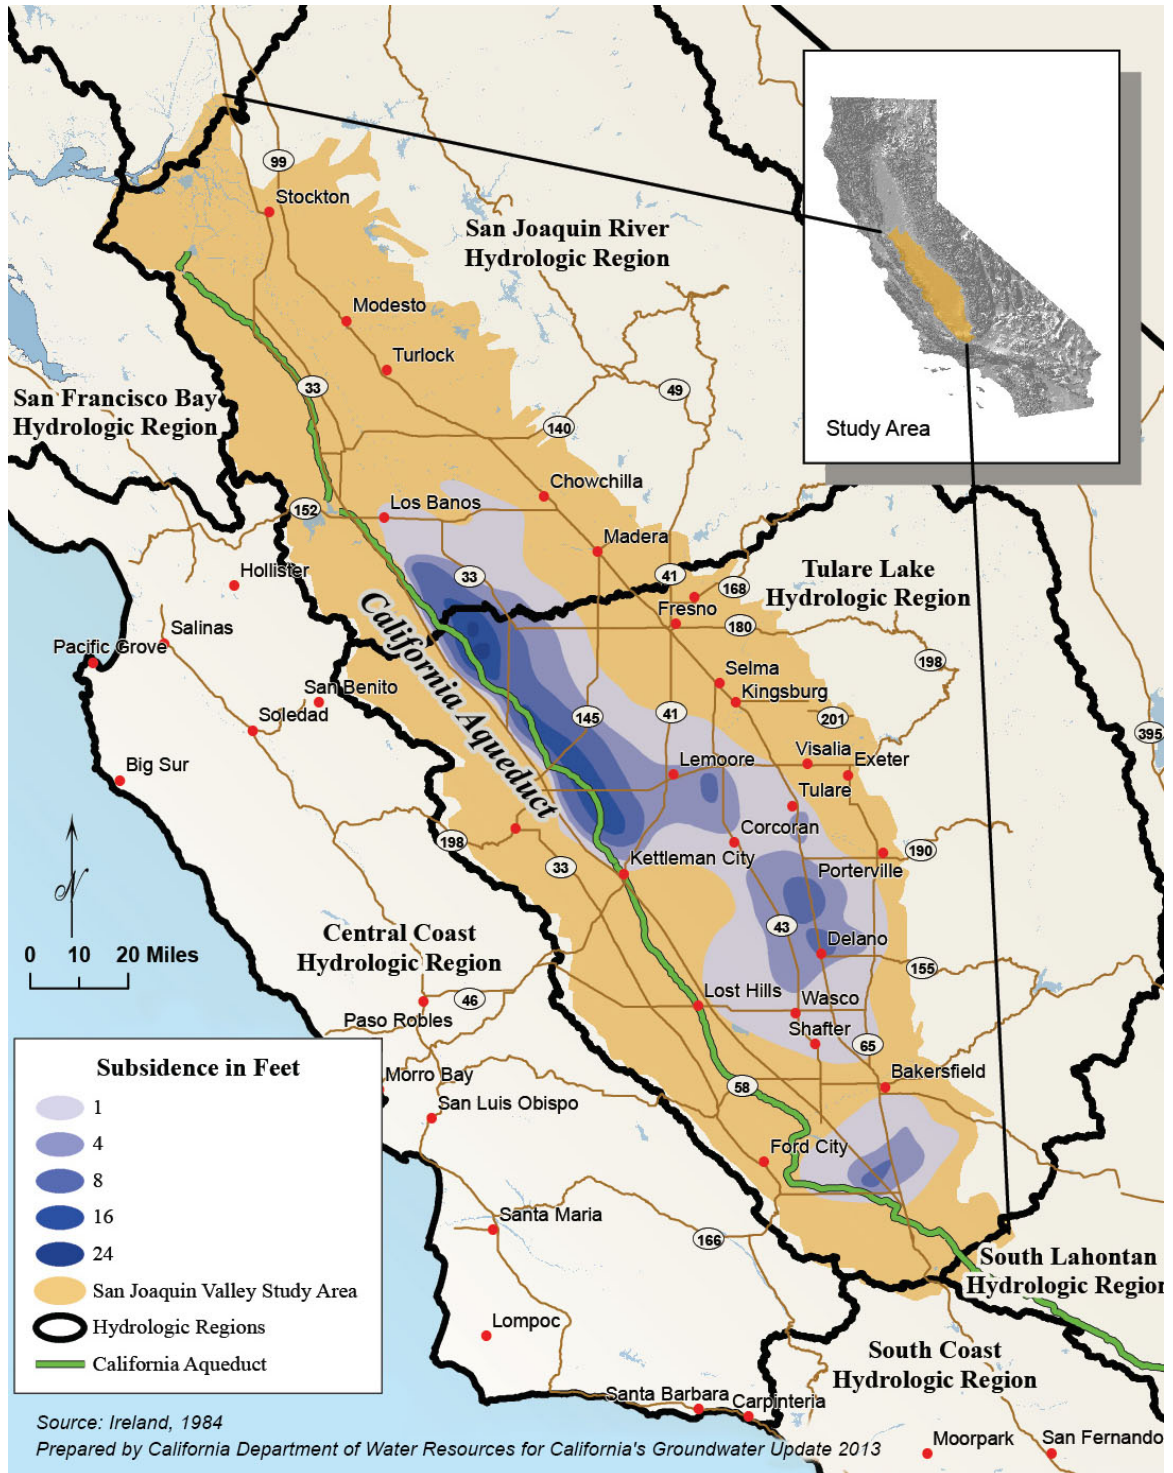 99
Stockton
San Joaquin River
Hydrologic Region
Modesto
Turlock
33
49
San Francisco Bay
Hydrologic Region
140
Study Area
Chowchilla
Los Banos
152
Madera
Hollister
33
41
168
Tulare Lake
Hydrologic Region
Fresno
180
Salinas
Pacific Grove
198
California Aqueduct
Selma
Kingsburg
San Benito
Soledad
145
41
201
395
Big Sur
Lemoore
Visalia
Exeter
Tulare
Corcoran
198
190
33
Kettleman City
Porterville
N
43
Delano
0 10 20 Miles
Central Coast
Hydrologic Region
155
46
Lost Hills
Wasco
Paso Robles
Shafter
65
Subsidence in Feet
1
4
8
16
24
San Joaquin Valley Study Area
Hydrologic Regions
California Aqueduct
Morro Bay
58
Bakersfield
San Luis Obispo
Ford City
Santa Maria
166
South Lahontan
Hydrologic Region
Lompoc
South Coast
Hydrologic Region
Santa Barbara
Carpinteria
Source: Ireland, 1984
Prepared by California Department of Water Resources for California's Groundwater Update 2013
Moorpark
San Fernando